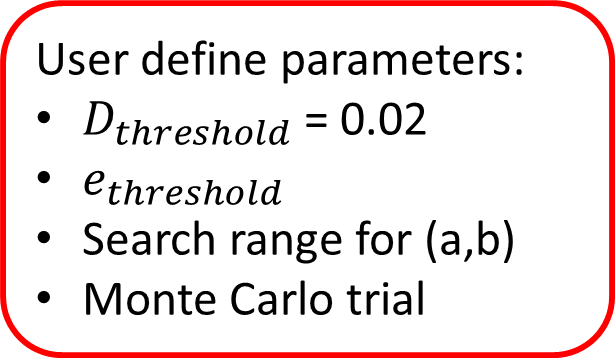 User define parameters:
• D_threshold = 0.02
• e_threshold
• Search range for (a,b)
• Monte Carlo trial